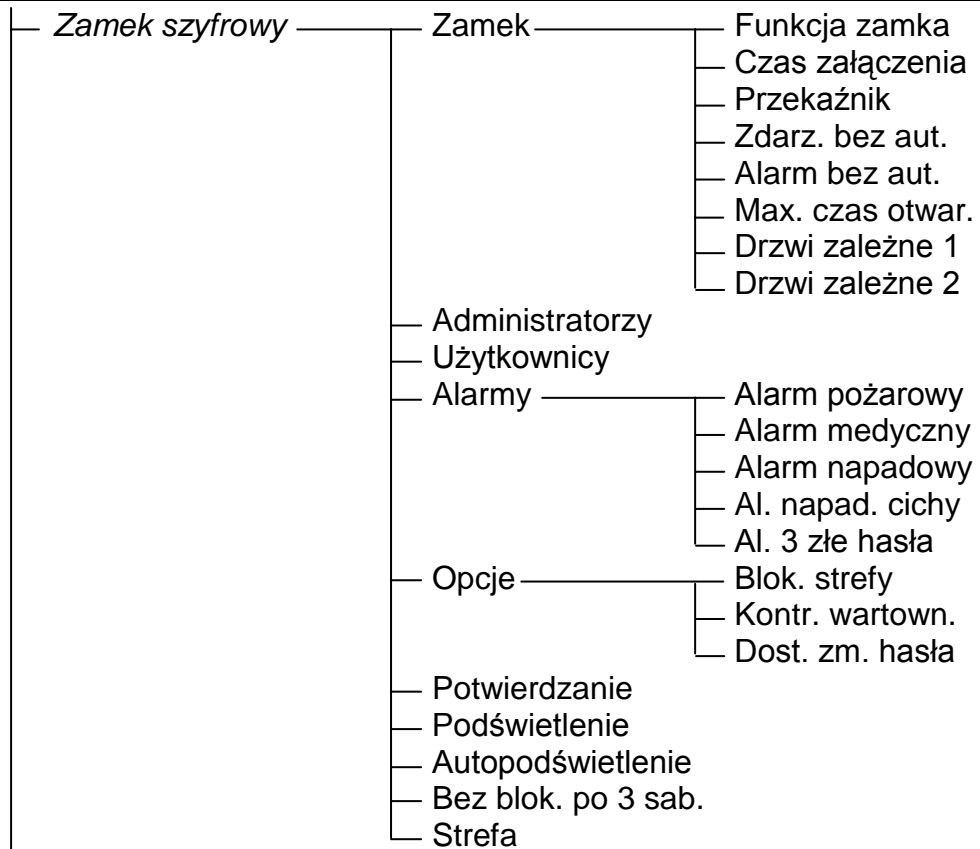 Zamek szyfrowy Zamek Funkcja zamka
Czas załączenia
Przekaźnik
Zdarz. bez aut.
Alarm bez aut.
Max. czas otwar.
Drzwi zależne 1
Drzwi zależne 2
Administratorzy
Użytkownicy
Alarmy Alarm pożarowy
Alarm medyczny
Alarm napadowy
Al. napad. cichy
Al. 3 złe hasła
Opcje Blok. strefy
Kontr. wartown.
Dost. zm. hasła
Potwierdzanie
Podświetlenie
Autopodświetlenie
Bez blok. po 3 sab.
Strefa